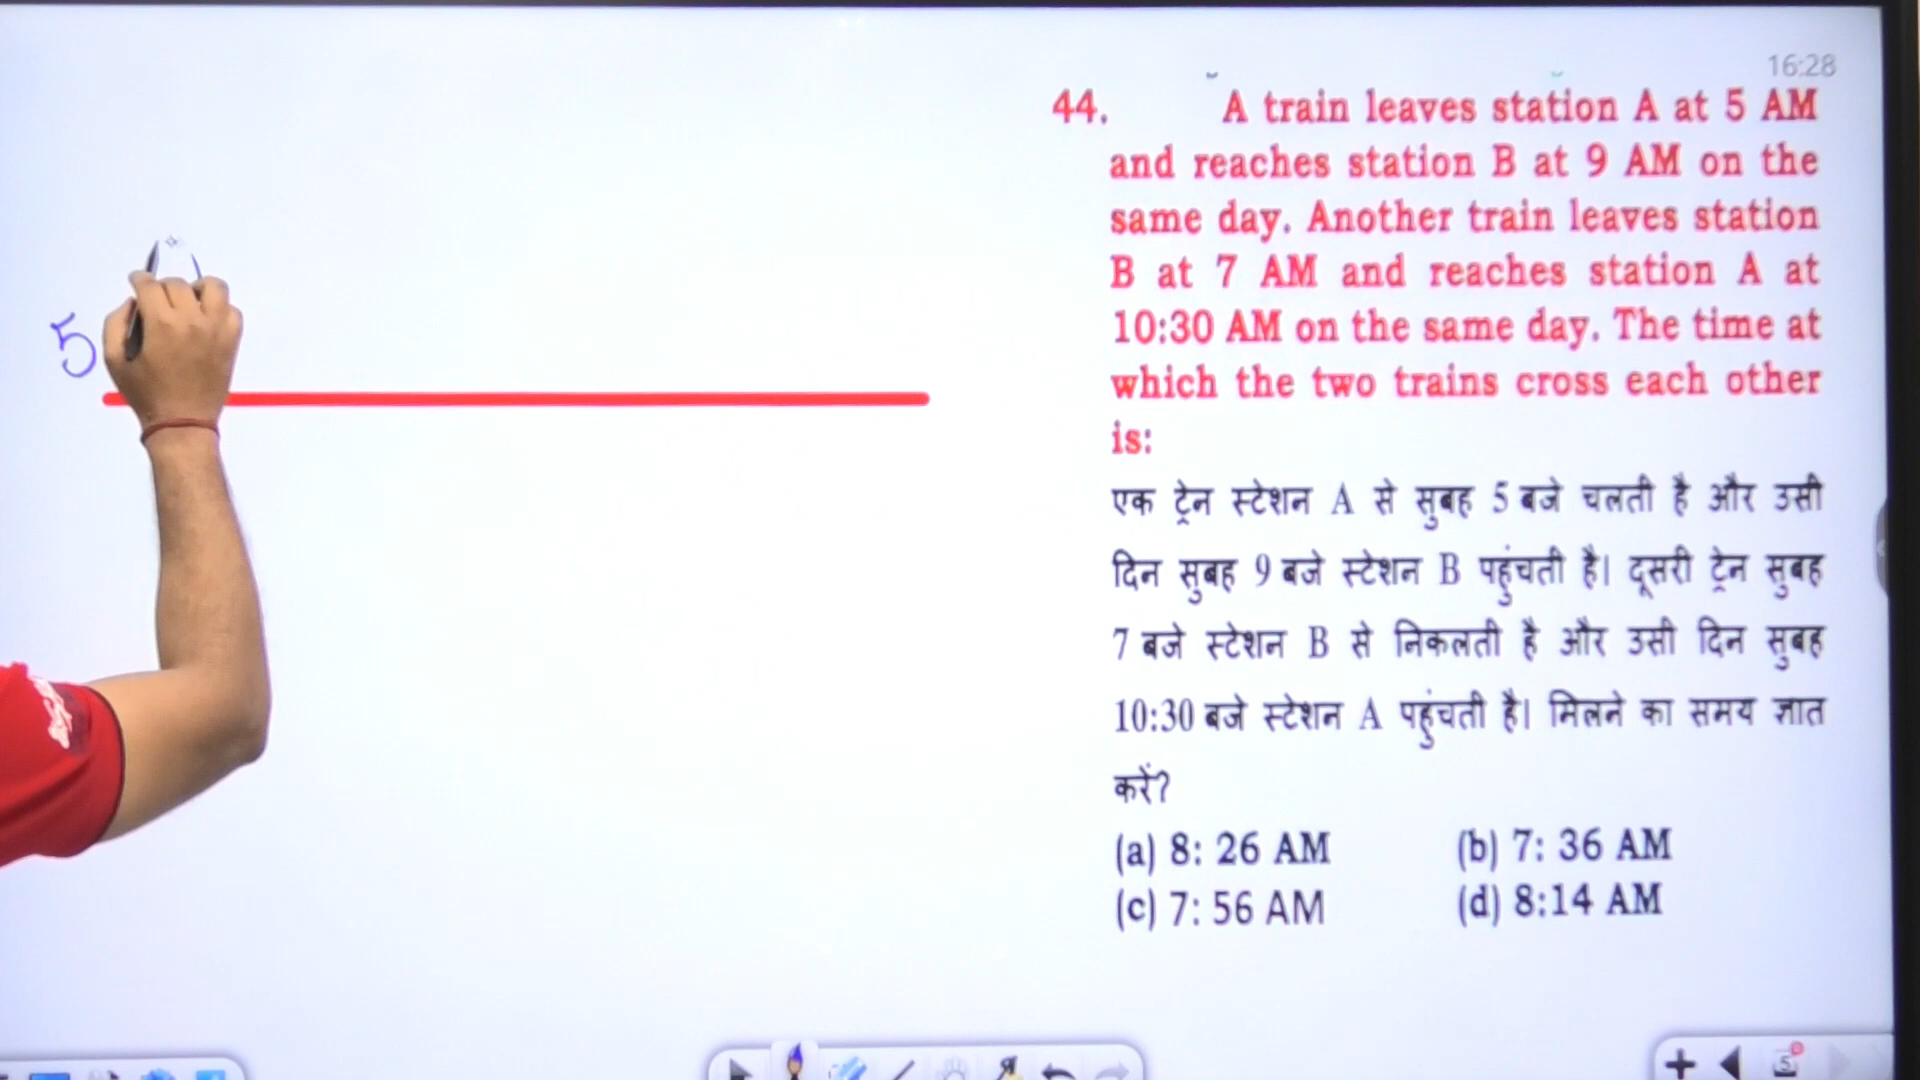 16:28
44. A train leaves station A at 5 AM
and reaches station B at 9 AM on the
same day. Another train leaves station
B at 7 AM and reaches station A at
10:30 AM on the same day. The time at
which the two trains cross each other
is:
एक ट्रेन स्टेशन A से सुबह 5 बजे चलती है और उसी
दिन सुबह 9 बजे स्टेशन B पहुंचती है। दूसरी ट्रेन सुबह
7 बजे स्टेशन B से निकलती है और उसी दिन सुबह
10:30 बजे स्टेशन A पहुंचती है। मिलने का समय ज्ञात
करें?
(a) 8: 26 AM (b) 7: 36 AM
(c) 7: 56 AM (d) 8:14 AM
5
5